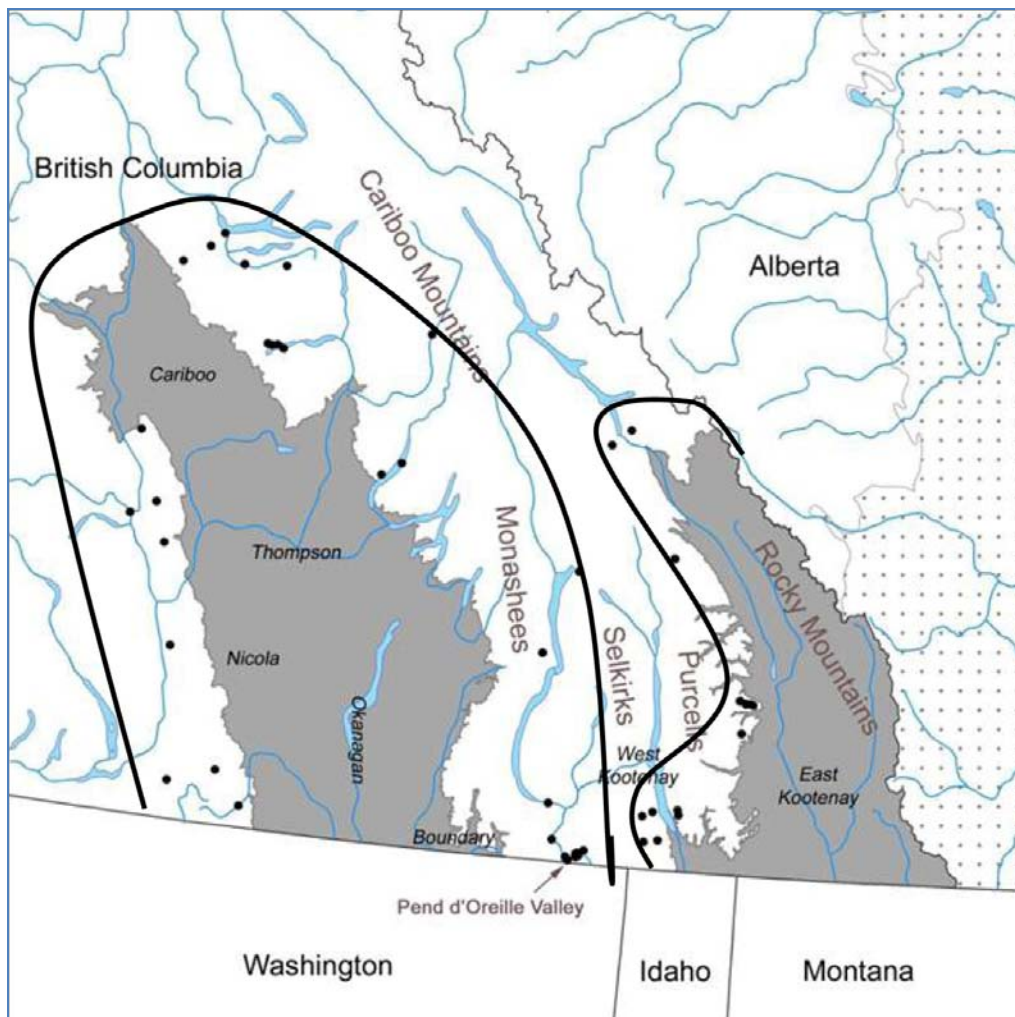 British Columbia
Cariboo Mountains
Alberta
Cariboo
Monashees
Thompson
Rocky Mountains
Nicola
Selkirks
Purcells
Okanagan
West
Kootenay
East
Kootenay
Boundary
Pend d'Oreille Valley
Washington
Idaho
Montana